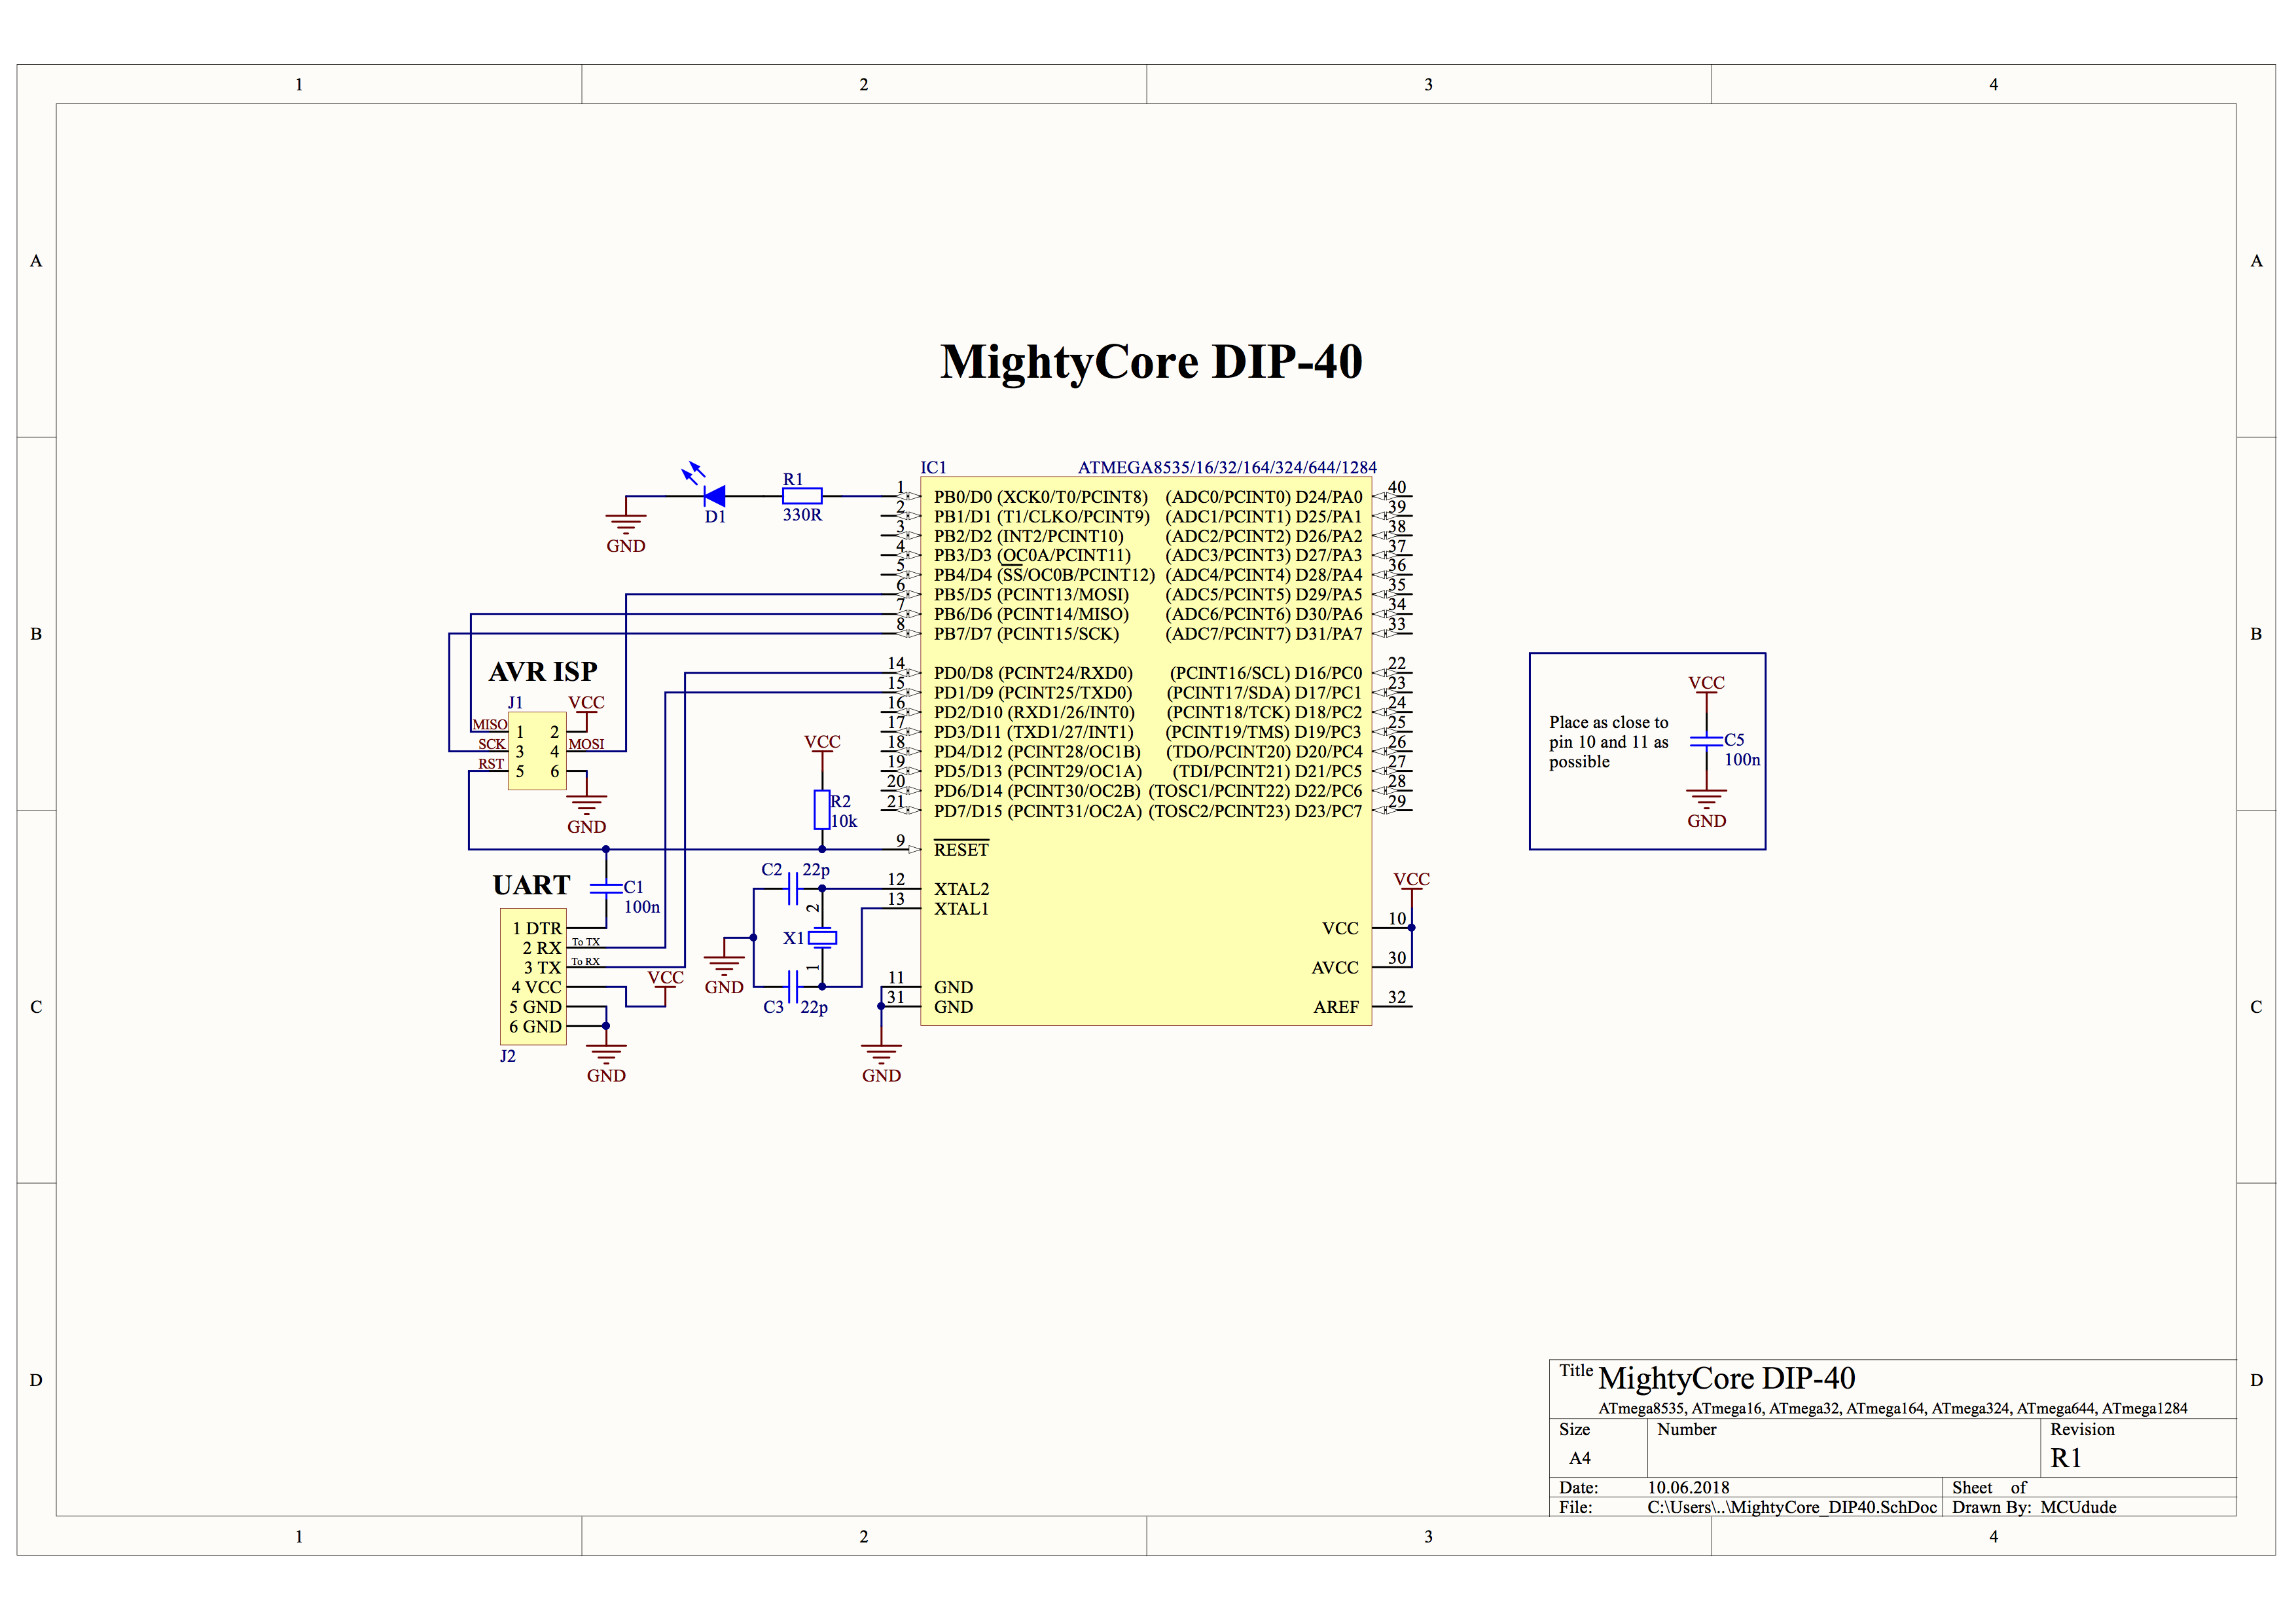 1 2 3 4
A A
MightyCore DIP-40
B B
IC1 ATMEGA8535/16/32/164/324/644/1284
R1
330R
D1
GND
1 PB0/D0 (XCK0/T0/PCINT8) (ADC0/PCINT0) D24/PA0 40
2 PB1/D1 (T1/CLKO/PCINT9) (ADC1/PCINT1) D25/PA1 39
3 PB2/D2 (INT2/PCINT10) (ADC2/PCINT2) D26/PA2 38
4 PB3/D3 (OC0A/PCINT11) (ADC3/PCINT3) D27/PA3 37
5 PB4/D4 (SS/OC0B/PCINT12) (ADC4/PCINT4) D28/PA4 36
6 PB5/D5 (PCINT13/MOSI) (ADC5/PCINT5) D29/PA5 35
7 PB6/D6 (PCINT14/MISO) (ADC6/PCINT6) D30/PA6 34
8 PB7/D7 (PCINT15/SCK) (ADC7/PCINT7) D31/PA7 33
14 PD0/D8 (PCINT24/RXD0) (PCINT16/SCL) D16/PC0 22
15 PD1/D9 (PCINT25/TXD0) (PCINT17/SDA) D17/PC1 23
16 PD2/D10 (RXD1/26/INT0) (PCINT18/TCK) D18/PC2 24
17 PD3/D11 (TXD1/27/INT1) (PCINT19/TMS) D19/PC3 25
18 PD4/D12 (PCINT28/OC1B) (TDO/PCINT20) D20/PC4 26
19 PD5/D13 (PCINT29/OC1A) (TDI/PCINT21) D21/PC5 27
20 PD6/D14 (PCINT30/OC2B) (TOSC1/PCINT22) D22/PC6 28
21 PD7/D15 (PCINT31/OC2A) (TOSC2/PCINT23) D23/PC7 29
9 RESET
12 XTAL2
13 XTAL1
VCC
VCC 10
AVCC 30
11 GND
31 GND AREF 32
GND
AVR ISP
J1 VCC
MISO 1 2
SCK 3 4 MOSI
RST 5 6
GND
VCC
R2
10k
C2 22p
2
X1
1
GND
C3 22p
UART
C1
100n
1 DTR
2 RX To TX
3 TX To RX
4 VCC VCC
5 GND
6 GND
J2
GND
VCC
Place as close to
pin 10 and 11 as
possible
C5
100n
GND
C C
D D
Title MightyCore DIP-40
ATmega8535, ATmega16, ATmega32, ATmega164, ATmega324, ATmega644, ATmega1284
Size Number Revision
A4 R1
Date: 10.06.2018 Sheet of
File: C:\Users\..\MightyCore_DIP40.SchDoc Drawn By: MCUdude
1 2 3 4